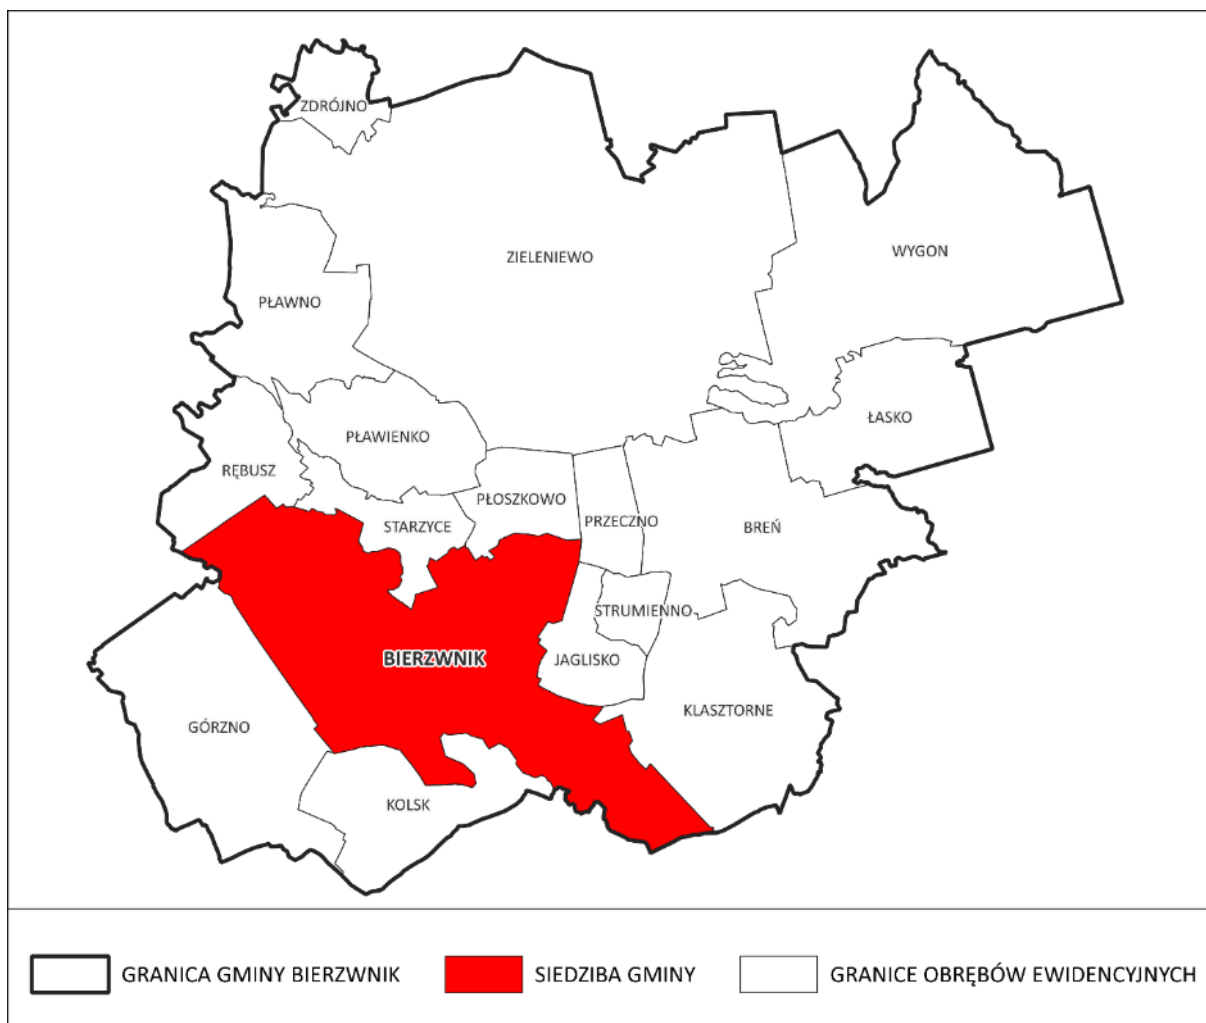 ZDRÓJNO
ZIELENIEWO
WYGON
PŁAWNO
ŁASKO
PŁAWIENKO
RĘBUSZ
PŁOSZKOWO
STARZYCE
PRZECZNO
BREŃ
STRUMIENNO
BIERZWNIK
JAGLISKO
KLASZTORNE
GÓRZNO
KOLSK
GRANICA GMINY BIERZWNIK
SIEDZIBA GMINY
GRANICE OBRĘBÓW EWIDENCYJNYCH